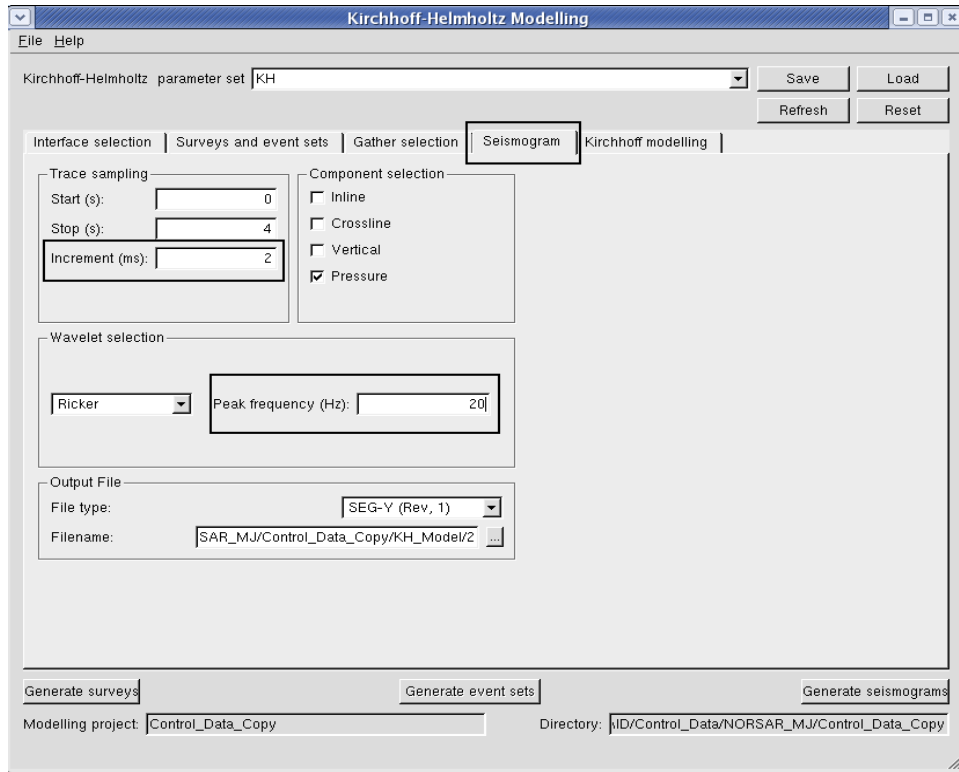 Kirchhoff-Helmholtz Modelling
File Help
Kirchhoff-Helmholtz parameter set KH Save Load
Refresh Reset
Interface selection Surveys and event sets Gather selection Seismogram Kirchhoff modelling
Trace sampling Component selection
Start (s): 0 Inline
Stop (s): 4 Crossline
Increment (ms): 2 Vertical
Pressure
Wavelet selection
Ricker Peak frequency (Hz): 20
Output File
File type: SEG-Y (Rev, 1)
Filename: SAR_MJ/Control_Data_Copy/KH_Model/2 ...
Generate surveys Generate event sets Generate seismograms
Modelling project: Control_Data_Copy Directory: ID/Control_Data/NORSAR_MJ/Control_Data_Copy